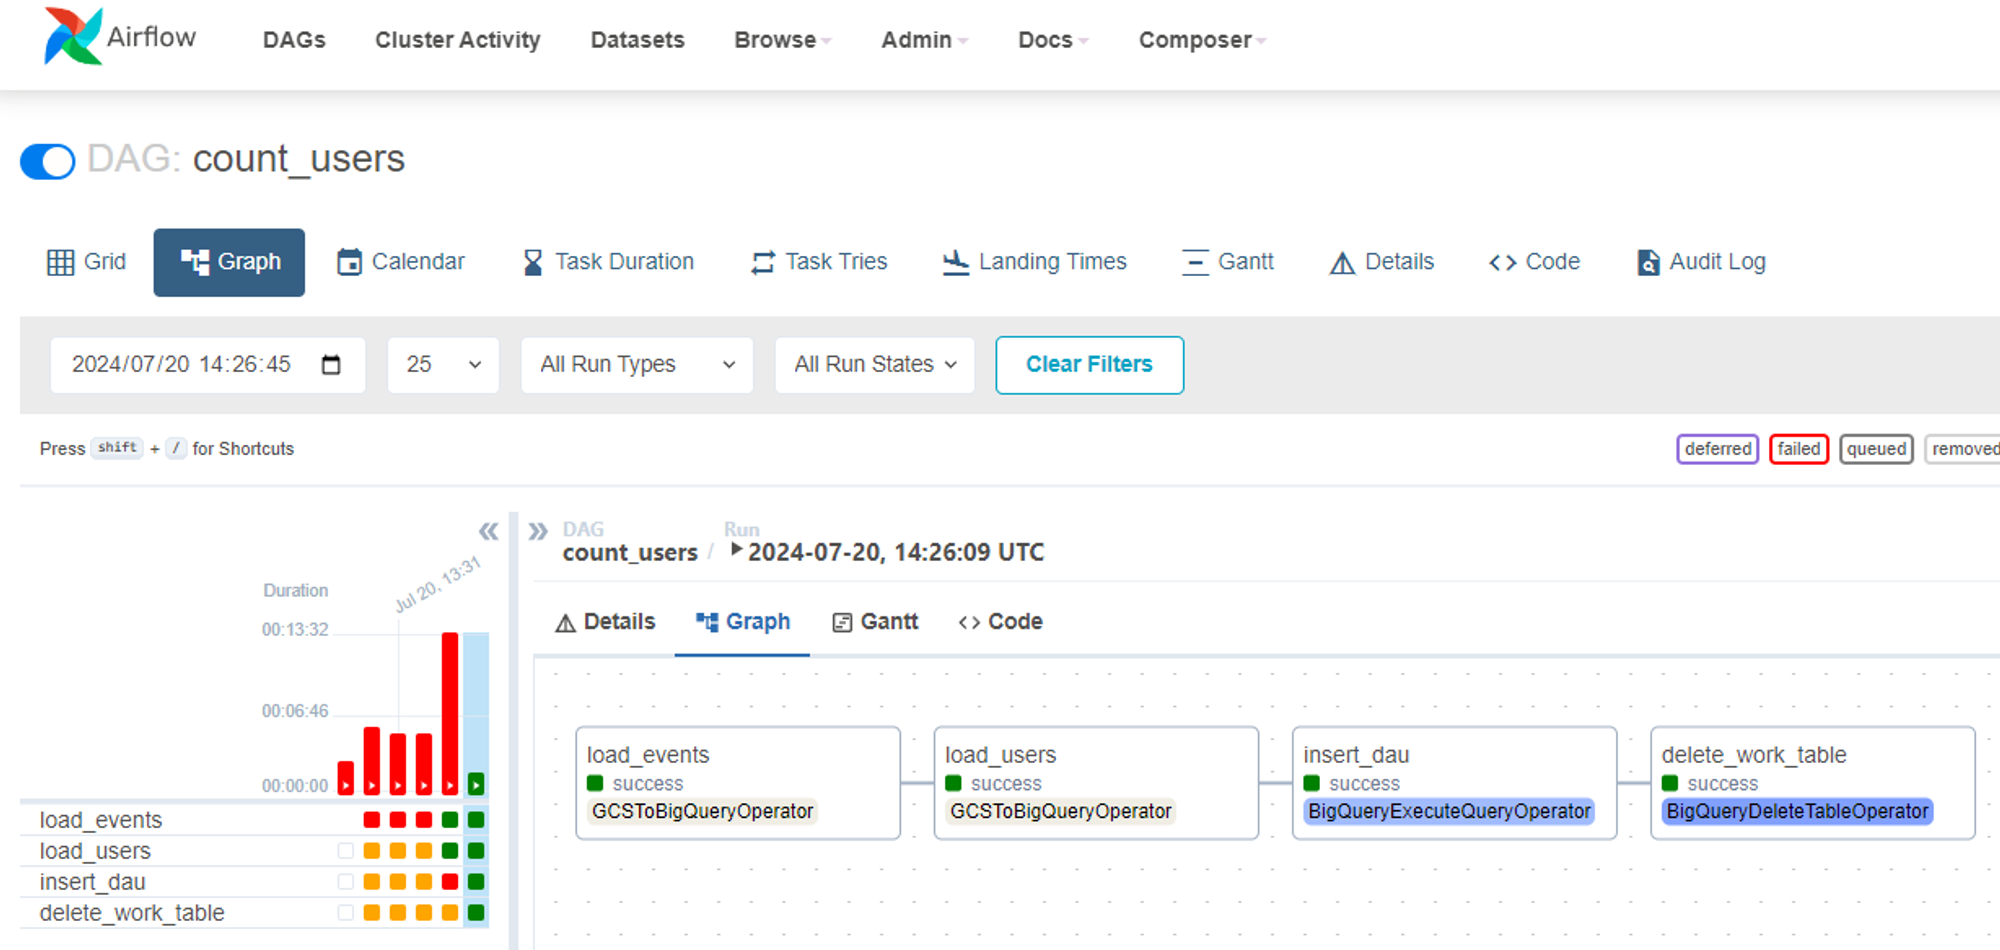 Airflow DAGs Cluster Activity Datasets Browse Admin Docs Composer
DAG: count_users
Grid Graph Calendar Task Duration Task Tries Landing Times Gantt Details Code Audit Log
2024/07/20 14:26:45 25 All Run Types All Run States Clear Filters
Press shift + / for Shortcuts deferred failed queued removed
DAG Run
count_users / 2024-07-20, 14:26:09 UTC
Jul 20, 13:31
Duration
00:13:32
00:06:46
00:00:00
load_events
load_users
insert_dau
delete_work_table
Details Graph Gantt Code
load_events
success
GCSToBigQueryOperator
load_users
success
GCSToBigQueryOperator
insert_dau
success
BigQueryExecuteQueryOperator
delete_work_table
success
BigQueryDeleteTableOperator